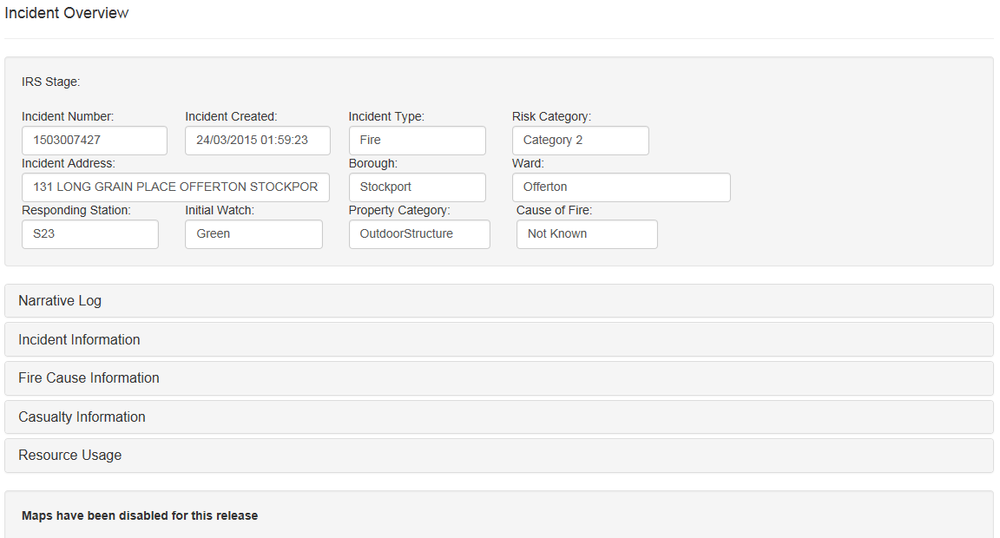 Incident Overview
IRS Stage:
Incident Number: Incident Created: Incident Type: Risk Category:
1503007427 24/03/2015 01:59:23 Fire Category 2
Incident Address: Borough: Ward:
131 LONG GRAIN PLACE OFFERTON STOCKPOR Stockport Offerton
Responding Station: Initial Watch: Property Category: Cause of Fire:
S23 Green OutdoorStructure Not Known
Narrative Log
Incident Information
Fire Cause Information
Casualty Information
Resource Usage
Maps have been disabled for this release